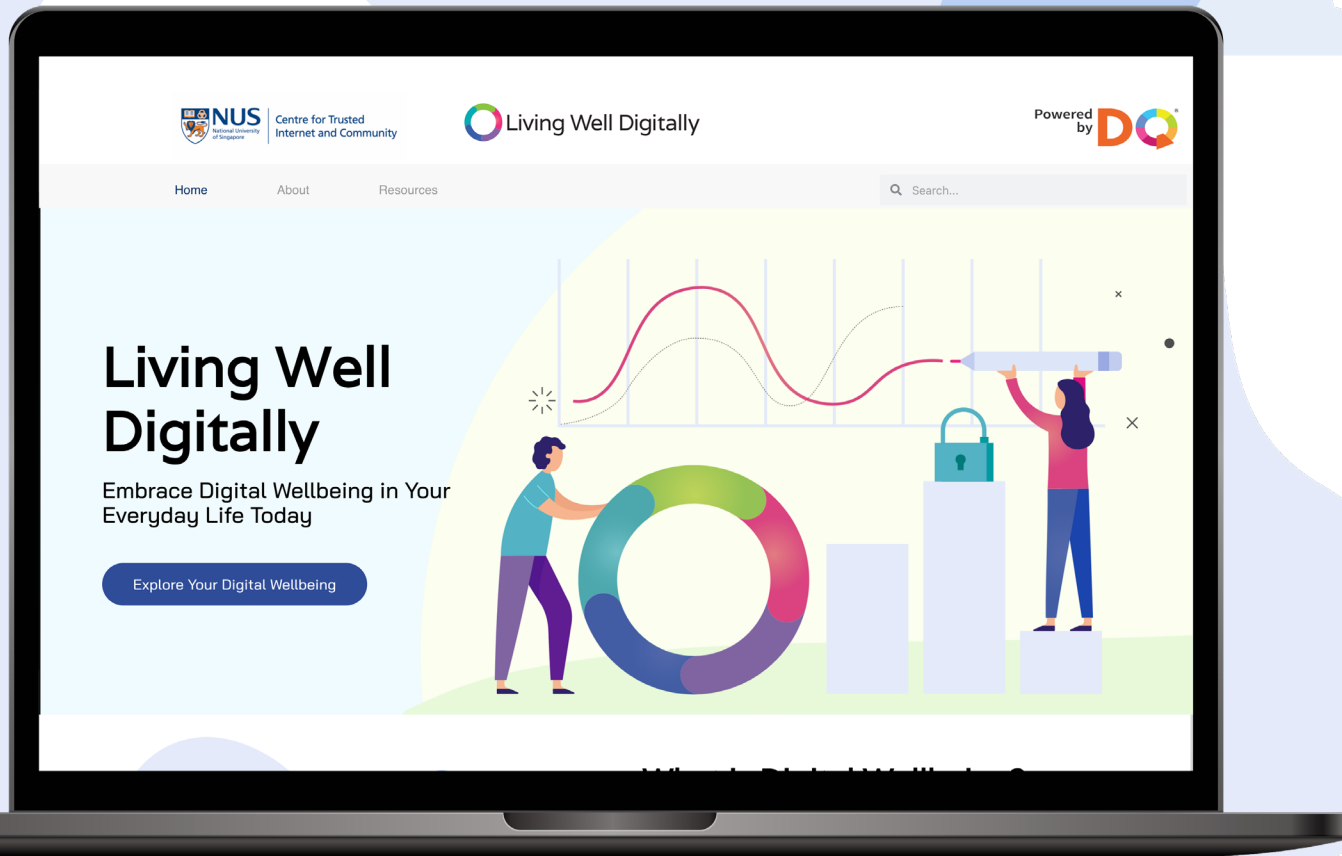 NUS
National University
of Singapore
Centre for Trusted
Internet and Community
Living Well Digitally
Powered
by
DQ
®
Home
About
Resources
Search...
Living Well
Digitally
Embrace Digital Wellbeing in Your
Everyday Life Today
Explore Your Digital Wellbeing